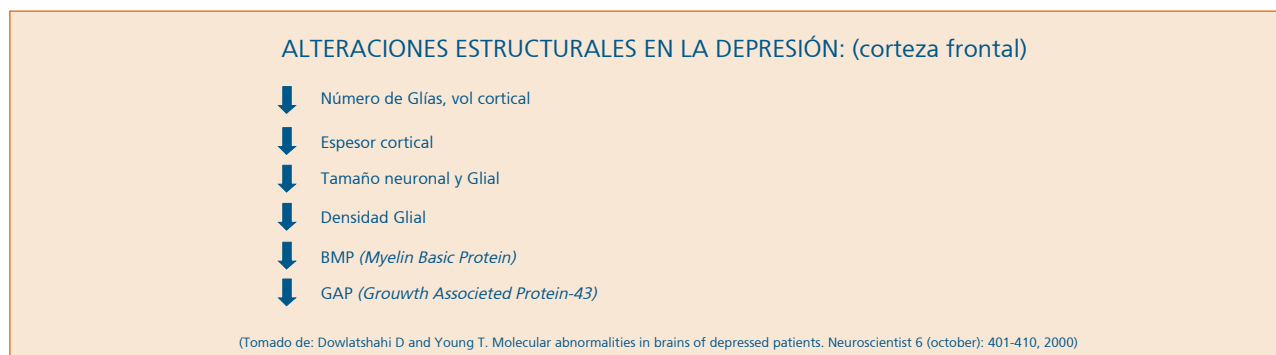 ALTERACIONES ESTRUCTURALES EN LA DEPRESIÓN: (corteza frontal)
Número de Glías, vol cortical
Espesor cortical
Tamaño neuronal y Glial
Densidad Glial
BMP (Myelin Basic Protein)
GAP (Grouwth Associeted Protein-43)
(Tomado de: Dowlatshahi D and Young T. Molecular abnormalities in brains of depressed patients. Neuroscientist 6 (october): 401-410, 2000)